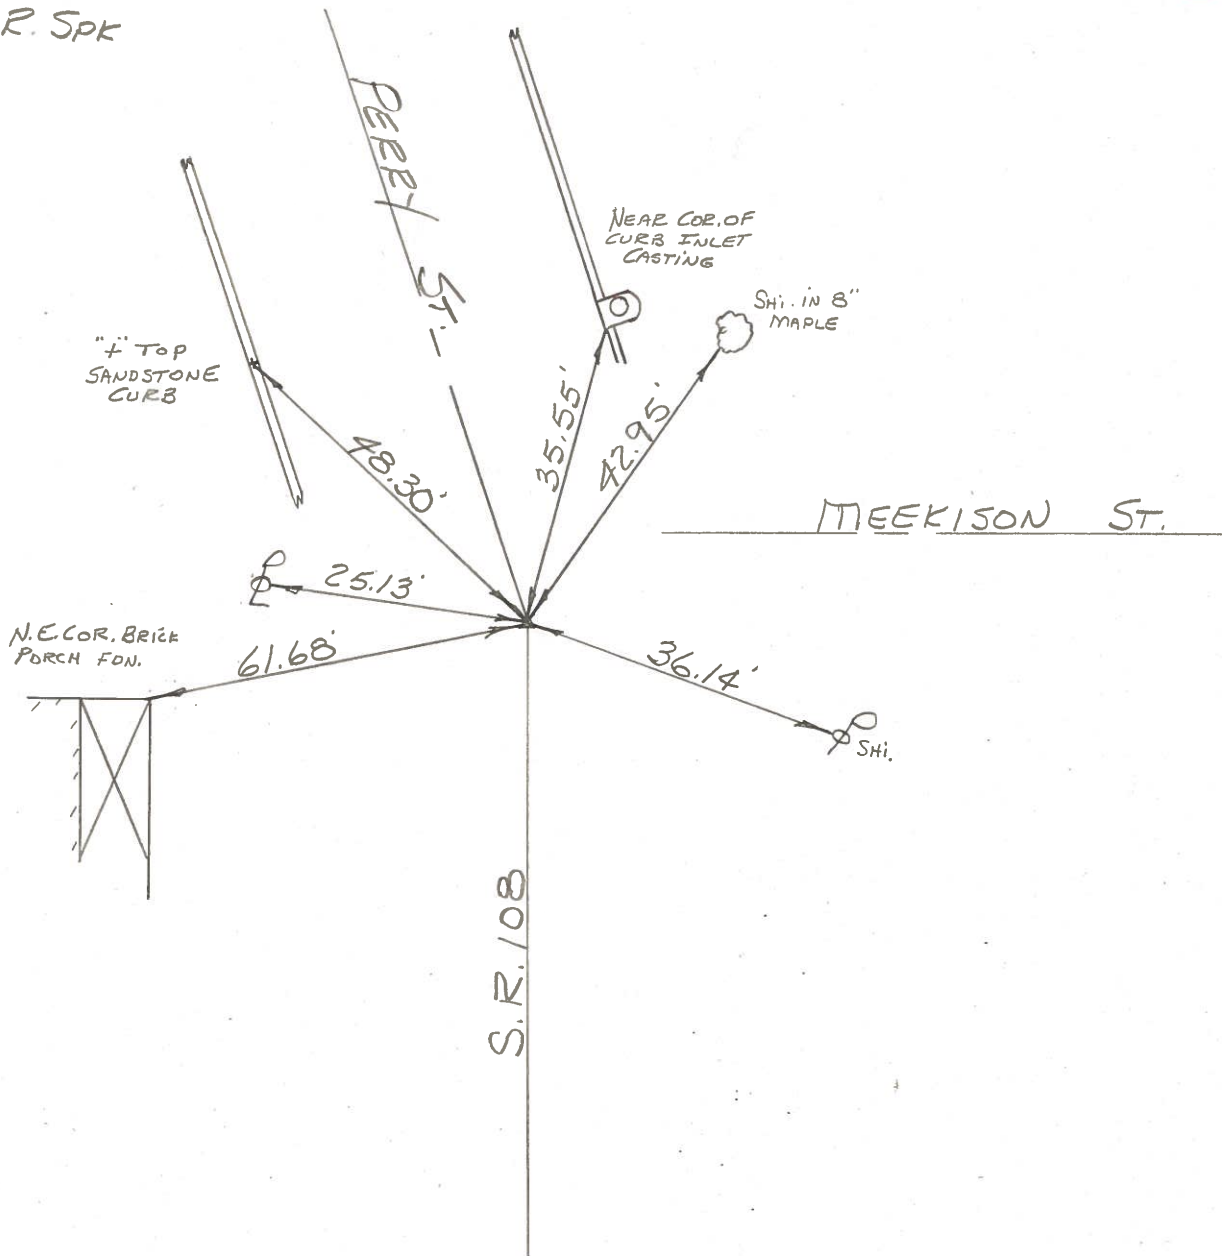 R. SPK
PERRY ST.
NEAR COR. OF
CURB INLET
CASTING
SHI. IN 8"
MAPLE
"+" TOP
SANDSTONE
CURB
48.30'
35.55'
42.95'
MEEKISON ST.
25.13'
N.E. COR. BRICK
PORCH FDN.
61.68'
36.14'
SHI.
S.R. 108